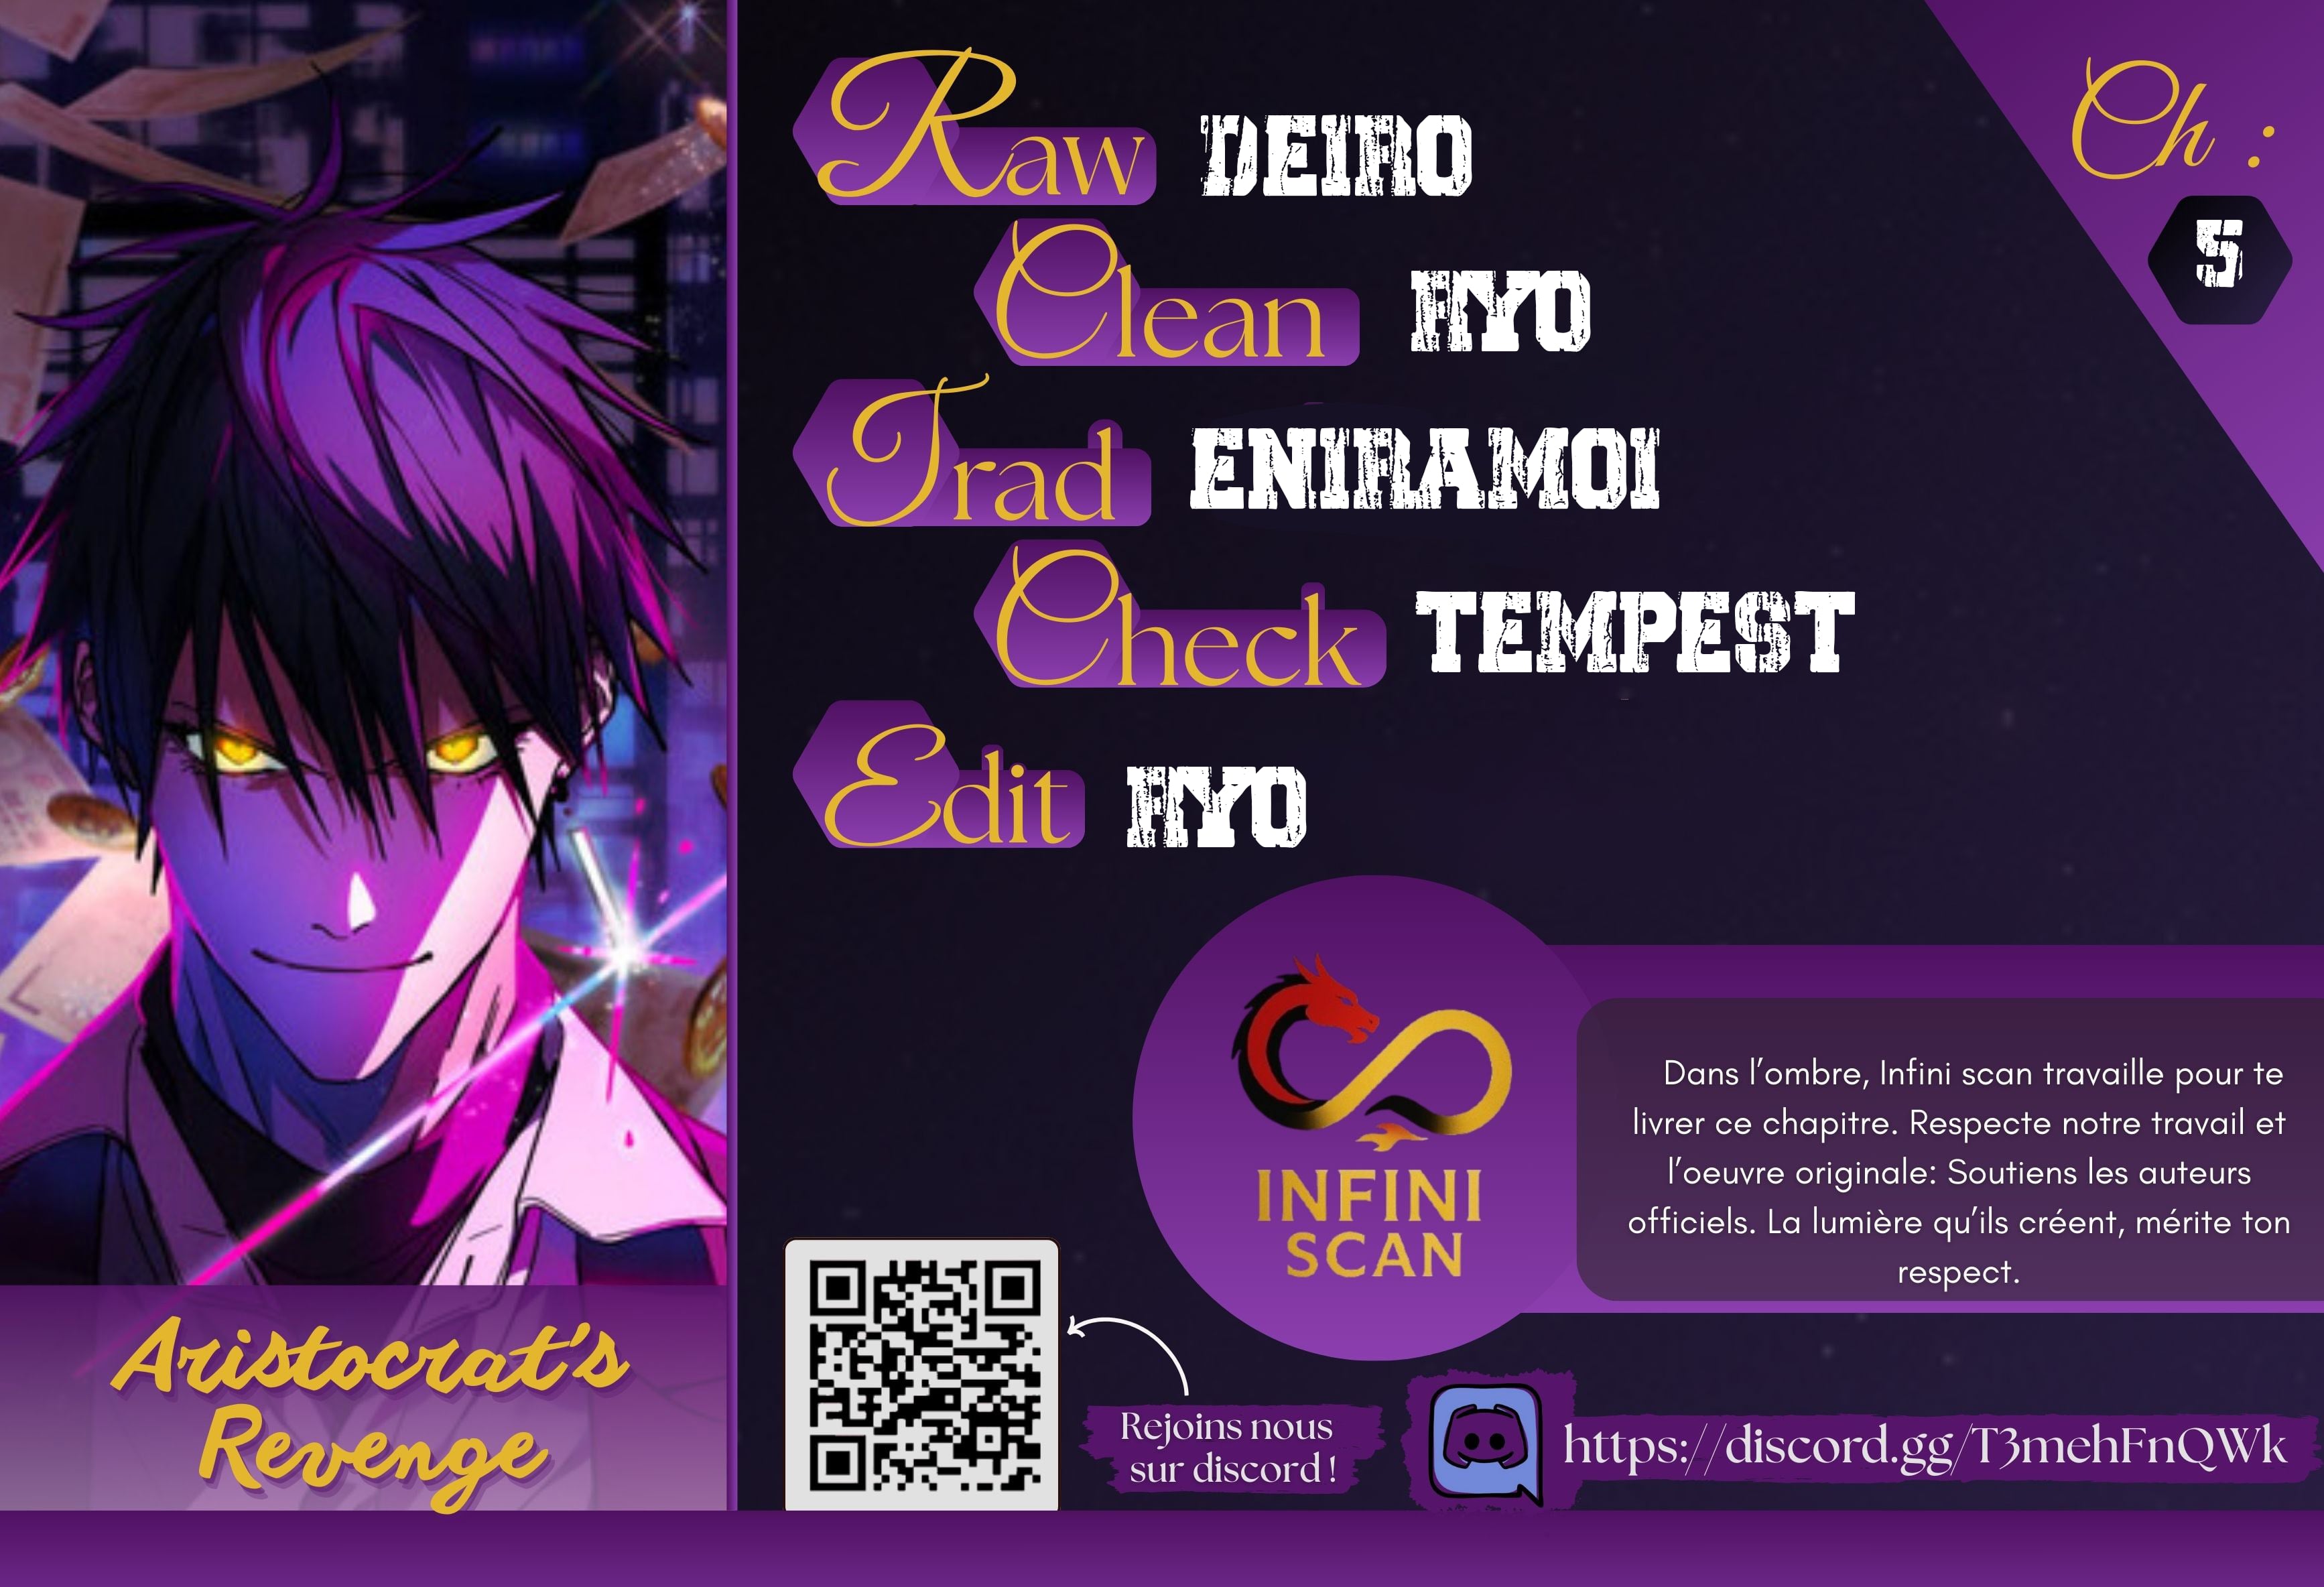 Raw DEIRO
Ch :
5
Clean RYO
Trad ENIRAMOI
Check TEMPEST
Edit RYO
INFINI
SCAN
Dans l'ombre, Infini scan travaille pour te
livrer ce chapitre. Respecte notre travail et
l'oeuvre originale: Soutiens les auteurs
officiels. La lumière qu'ils créent, mérite ton
respect.
Aristocrat's
Revenge
Rejoins nous
sur discord !
https://discord.gg/T3mehFnQWk